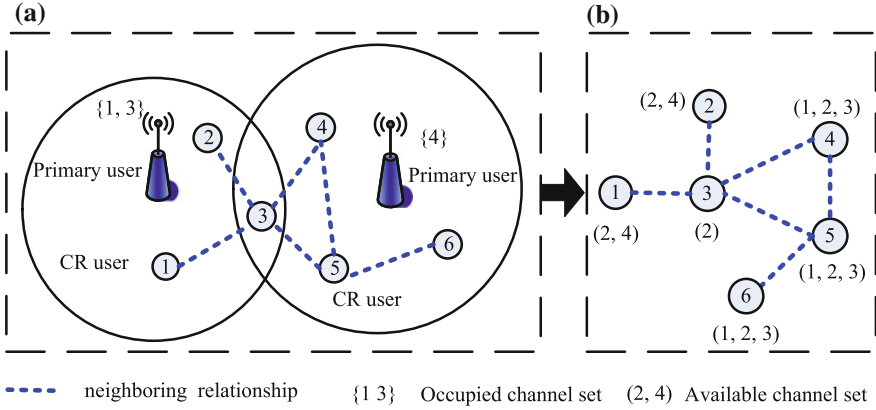 (a)
{1, 3}
2
4
{4}
Primary user
Primary user
3
CR user
1
5
6
CR user
(b)
(2, 4)
2
(1, 2, 3)
4
1
3
(2, 4)
(2)
5
(1, 2, 3)
6
(1, 2, 3)
neighboring relationship
{1 3}
Occupied channel set
(2, 4)
Available channel set